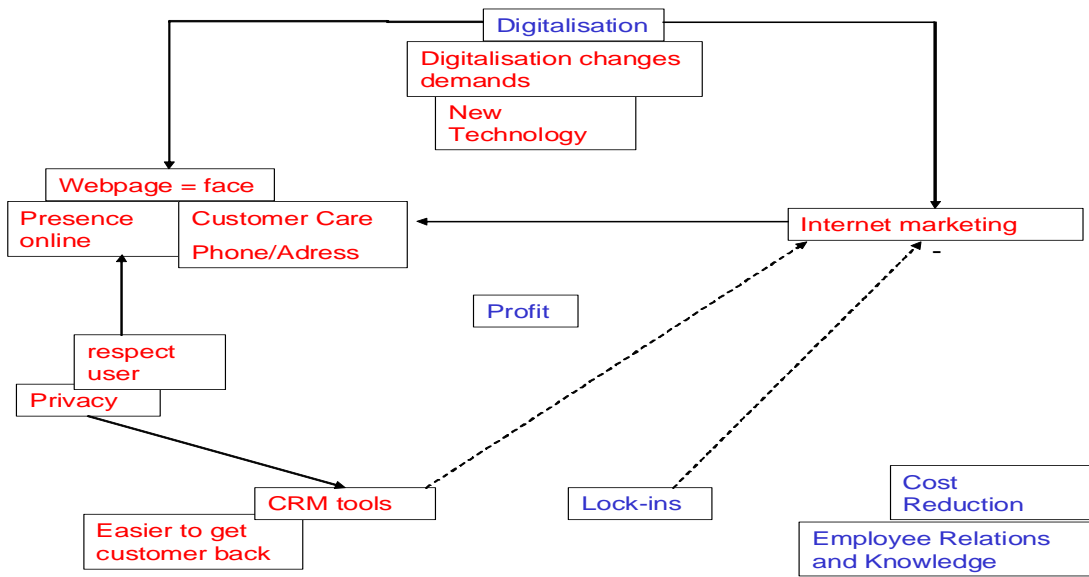 Digitalisation
Digitalisation changes
demands
New
Technology
Webpage = face
Presence
online
Customer Care
Phone/Adress
Internet marketing
-
Profit
respect
user
Privacy
CRM tools
Easier to get
customer back
Lock-ins
Cost
Reduction
Employee Relations
and Knowledge